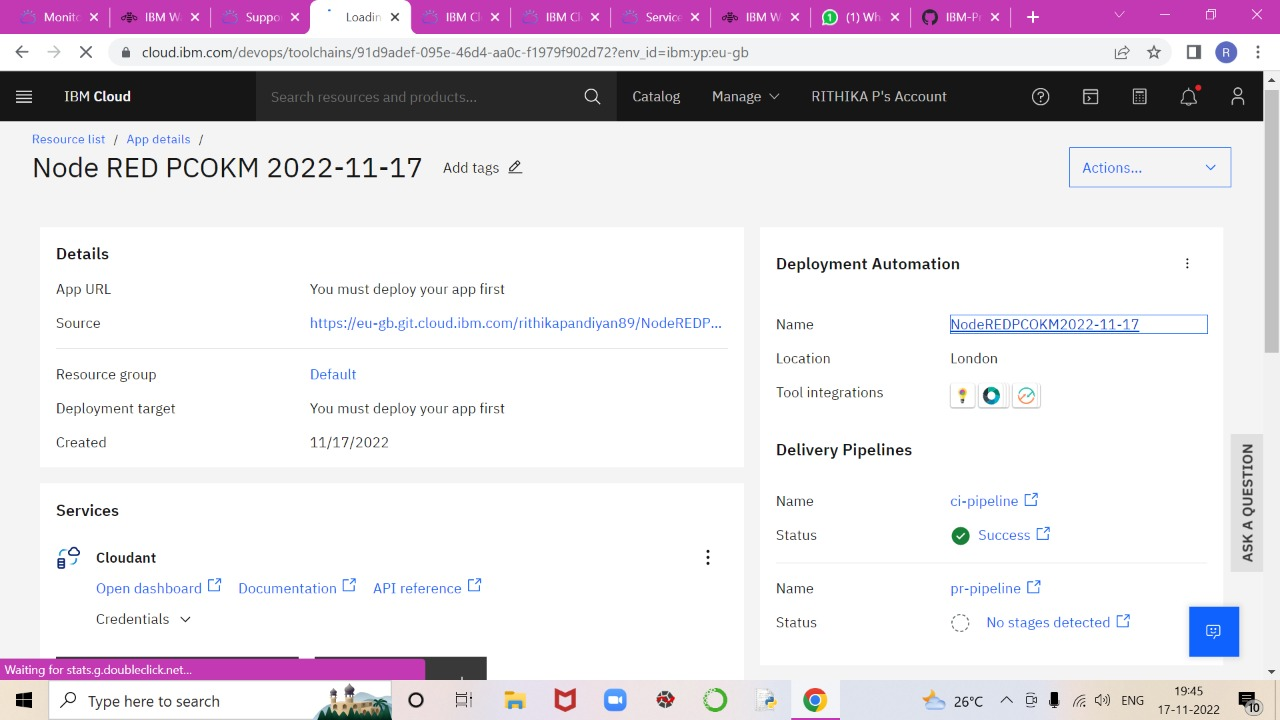 Monito
IBM W
Suppo
Loadin
IBM Cl
IBM Cl
Service
IBM W
(1) Wh
IBM-Pr
cloud.ibm.com/devops/toolchains/91d9adef-095e-46d4-aa0c-f1979f902d72?env_id=ibm:yp:eu-gb
R
IBM Cloud
Search resources and products...
Catalog
Manage
RITHIKA P's Account
Resource list / App details /
Node RED PCOKM 2022-11-17
Add tags
Actions...
Details
App URL You must deploy your app first
Source https://eu-gb.git.cloud.ibm.com/rithikapandiyan89/NodeREDP...
Resource group Default
Deployment target You must deploy your app first
Created 11/17/2022
Services
Cloudant
Open dashboard Documentation API reference
Credentials
Deployment Automation
Name NodeREDPCOKM2022-11-17
Location London
Tool integrations
Delivery Pipelines
Name ci-pipeline
Status Success
Name pr-pipeline
Status No stages detected
ASK A QUESTION
Waiting for stats.g.doubleclick.net...
Type here to search
26°C
ENG
19:45
17-11-2022
10